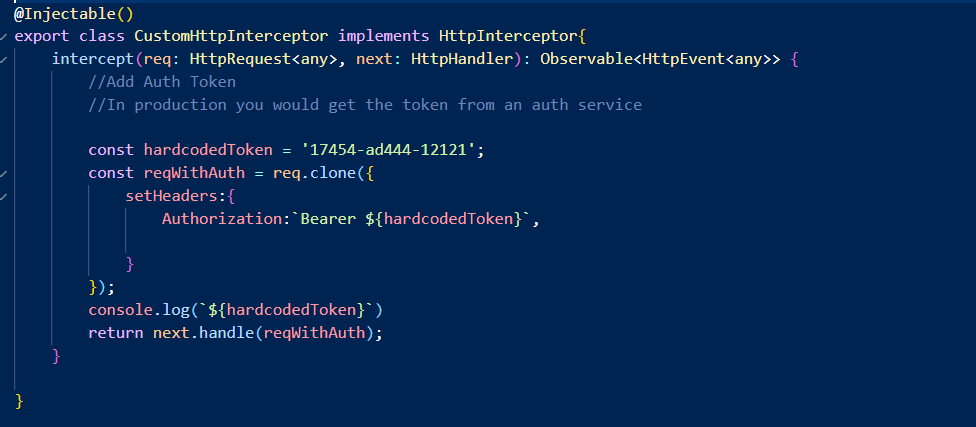 @Injectable()
export class CustomHttpInterceptor implements HttpInterceptor{
    intercept(req: HttpRequest<any>, next: HttpHandler): Observable<HttpEvent<any>> {
        //Add Auth Token
        //In production you would get the token from an auth service
        const hardcodedToken = '17454-ad444-12121';
        const reqWithAuth = req.clone({
            setHeaders:{
                Authorization:`Bearer ${hardcodedToken}`,
            }
        });
        console.log(`${hardcodedToken}`)
        return next.handle(reqWithAuth);
    }
}